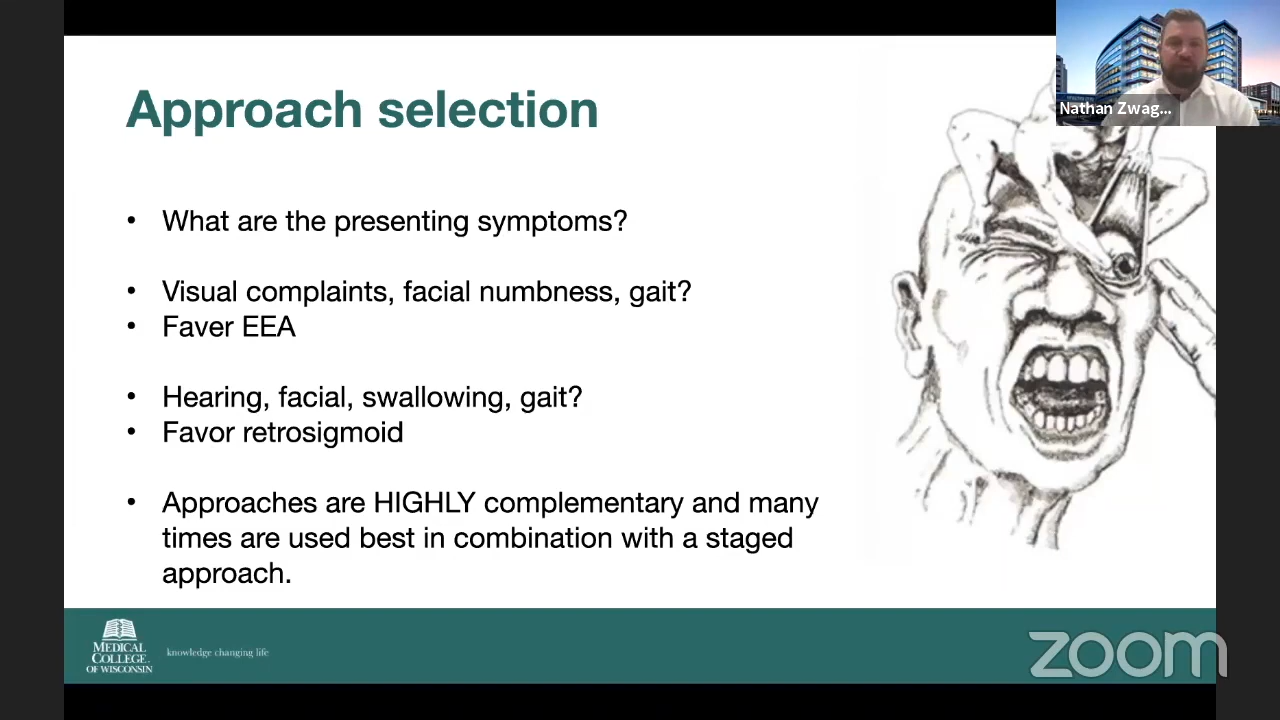 Approach selection
Nathan Zwag...
• What are the presenting symptoms?
• Visual complaints, facial numbness, gait?
• Faver EEA
• Hearing, facial, swallowing, gait?
• Favor retrosigmoid
• Approaches are HIGHLY complementary and many
times are used best in combination with a staged
approach.
MEDICAL
COLLEGE
OF WISCONSIN
knowledge changing life
zoom